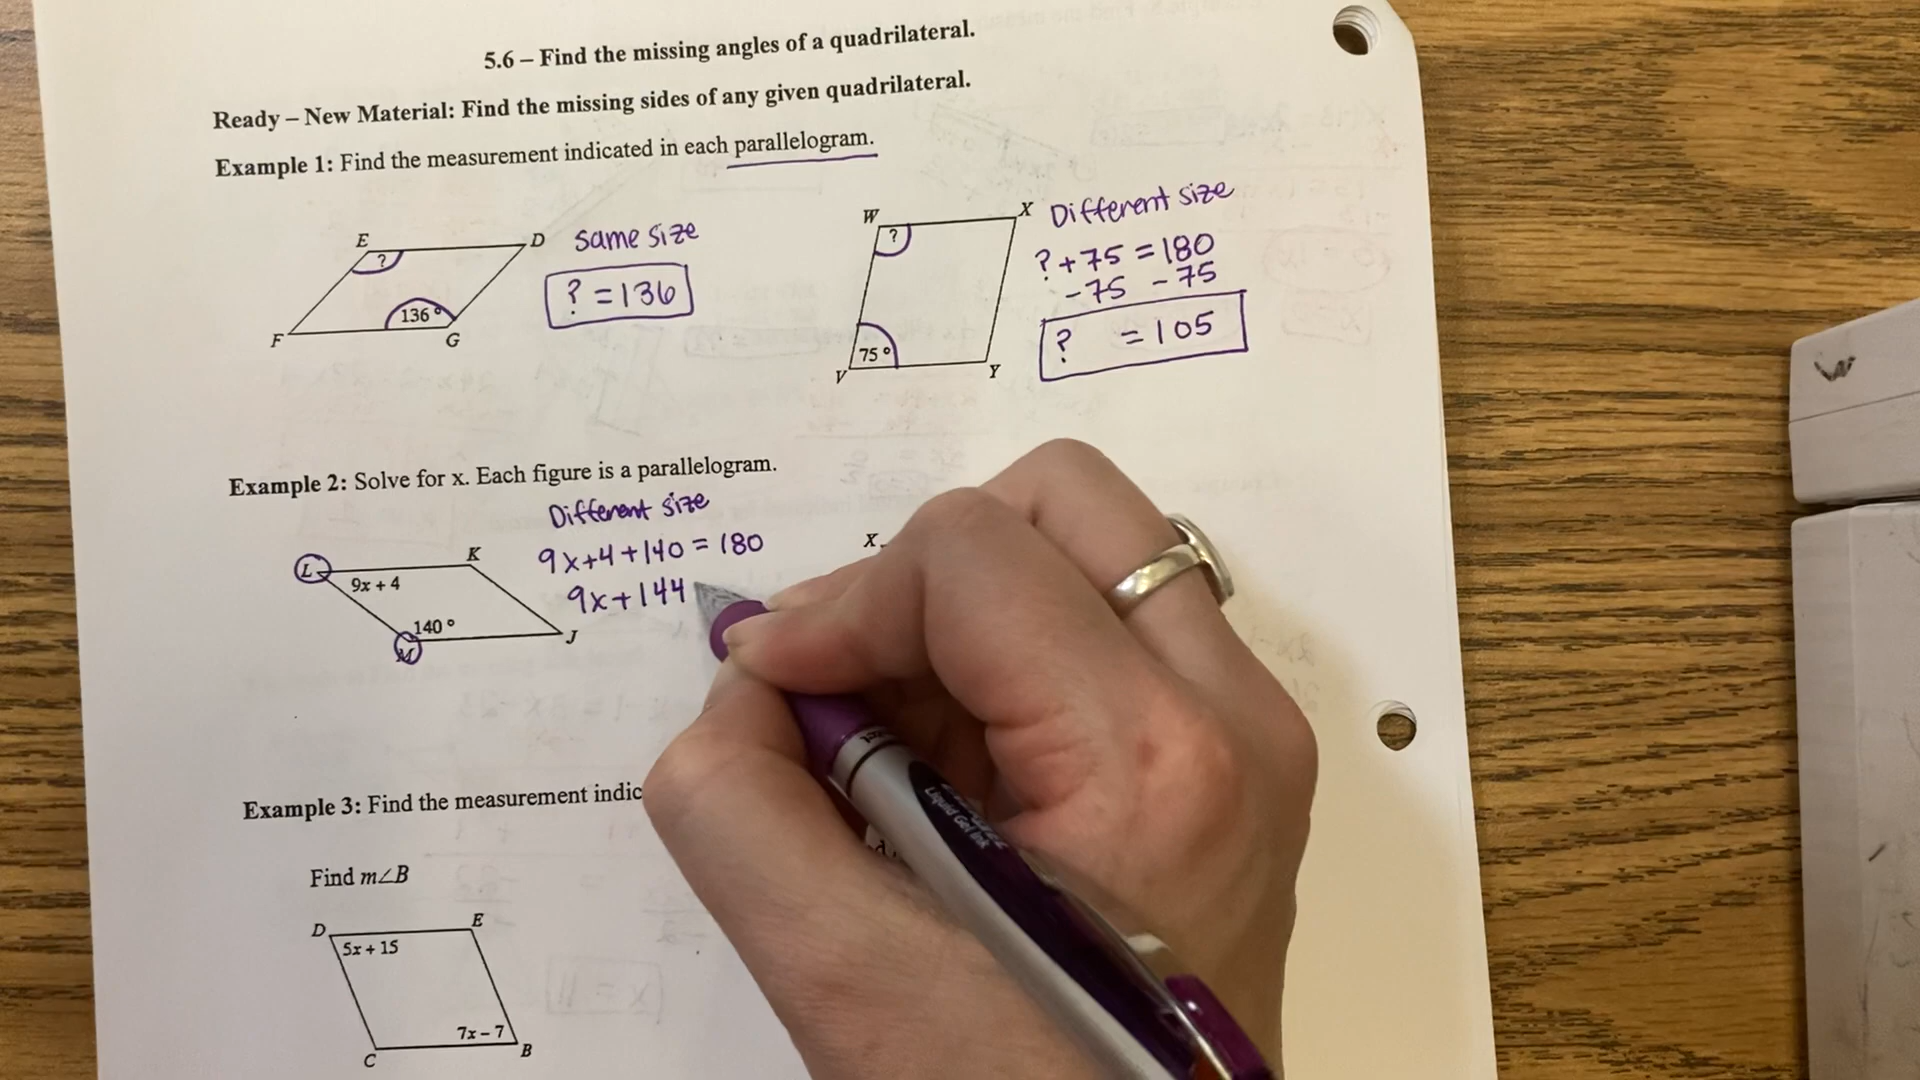 5.6 – Find the missing angles of a quadrilateral.
Ready – New Material: Find the missing sides of any given quadrilateral.
Example 1: Find the measurement indicated in each parallelogram.
E
?
D
136 °
F
G
same size
? = 136
W
?
X
75 °
V
Y
Different size
? + 75 = 180
- 75 - 75
? = 105
Example 2: Solve for x. Each figure is a parallelogram.
Different size
L
K
9x + 4
140 °
M
J
9x+4+140 = 180
9x+144
X
Example 3: Find the measurement indic
Find m∠B
D
E
5x + 15
7x – 7
C
B
Liquid Gel Ink